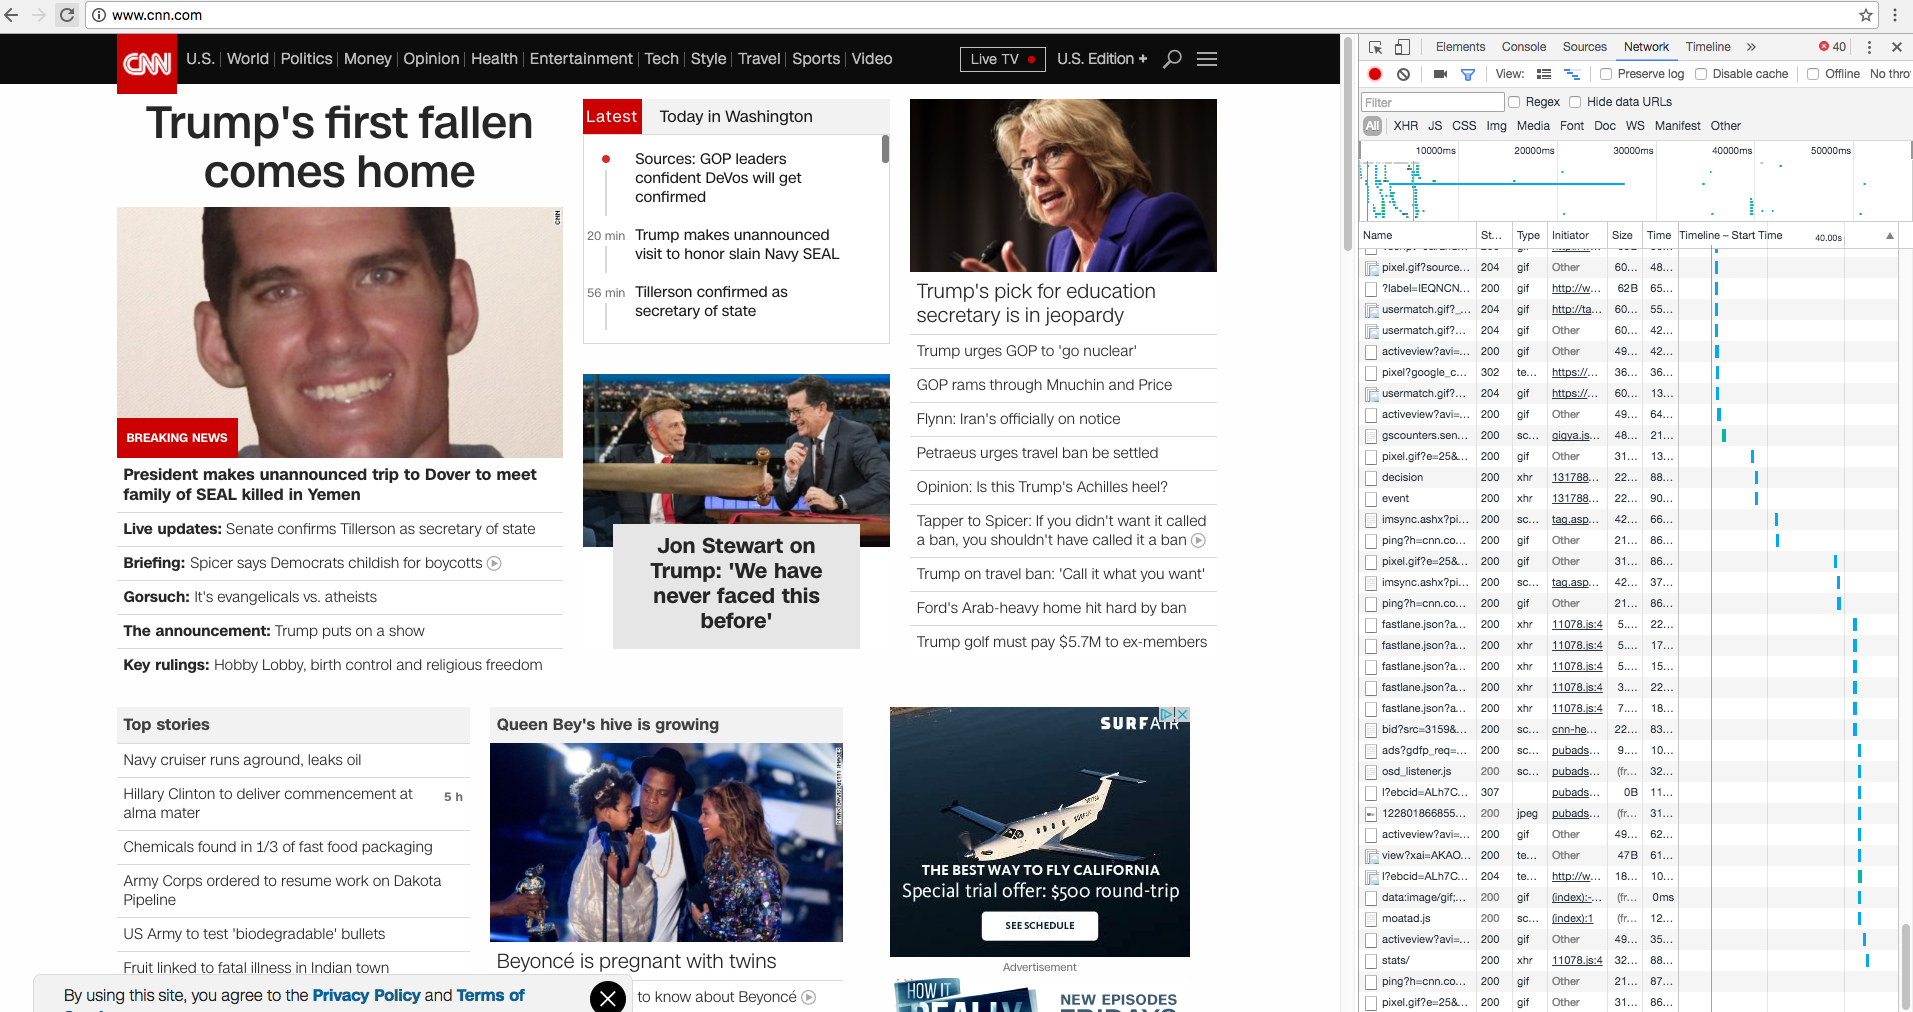 www.cnn.com
CNN
U.S. World Politics Money Opinion Health Entertainment Tech Style Travel Sports Video
Live TV
U.S. Edition +
Trump's first fallen
comes home
CNN
BREAKING NEWS
President makes unannounced trip to Dover to meet
family of SEAL killed in Yemen
Live updates: Senate confirms Tillerson as secretary of state
Briefing: Spicer says Democrats childish for boycotts
Gorsuch: It's evangelicals vs. atheists
The announcement: Trump puts on a show
Key rulings: Hobby Lobby, birth control and religious freedom
Latest
Today in Washington
Sources: GOP leaders
confident DeVos will get
confirmed
20 min Trump makes unannounced
visit to honor slain Navy SEAL
56 min Tillerson confirmed as
secretary of state
Jon Stewart on
Trump: 'We have
never faced this
before'
Trump's pick for education
secretary is in jeopardy
Trump urges GOP to 'go nuclear'
GOP rams through Mnuchin and Price
Flynn: Iran's officially on notice
Petraeus urges travel ban be settled
Opinion: Is this Trump's Achilles heel?
Tapper to Spicer: If you didn't want it called
a ban, you shouldn't have called it a ban
Trump on travel ban: 'Call it what you want'
Ford's Arab-heavy home hit hard by ban
Trump golf must pay $5.7M to ex-members
Top stories
Navy cruiser runs aground, leaks oil
Hillary Clinton to deliver commencement at
alma mater
5 h
Chemicals found in 1/3 of fast food packaging
Army Corps ordered to resume work on Dakota
Pipeline
US Army to test 'biodegradable' bullets
Fruit linked to fatal illness in Indian town
Queen Bey's hive is growing
Beyoncé is pregnant with twins
to know about Beyoncé
SURFAIR
THE BEST WAY TO FLY CALIFORNIA
Special trial offer: $500 round-trip
SEE SCHEDULE
Advertisement
HOW IT
REALLY
NEW EPISODES
FRIDAYS
By using this site, you agree to the Privacy Policy and Terms of
Elements Console Sources Network Timeline » 40
View: Preserve log Disable cache Offline No thro
Filter Regex Hide data URLs
All XHR JS CSS Img Media Font Doc WS Manifest Other
10000ms 20000ms 30000ms 40000ms 50000ms
Name St... Type Initiator Size Time Timeline – Start Time 40.00s
pixel.gif?source... 204 gif Other 60... 48...
?label=IEQNCN... 200 gif http://w... 62B 65...
usermatch.gif?_... 204 gif http://ta... 60... 55...
usermatch.gif?... 204 gif Other 60... 42...
activeview?avi=... 200 gif Other 49... 42...
pixel?google_c... 302 te... https://... 36... 36...
usermatch.gif?... 204 gif https://... 60... 13...
activeview?avi=... 200 gif Other 49... 64...
gscounters.sen... 200 sc... gigya.js... 48... 21...
pixel.gif?e=25&... 200 gif Other 31... 13...
decision 200 xhr 131788... 22... 88...
event 200 xhr 131788... 22... 90...
imsync.ashx?pi... 200 sc... tag.asp... 42... 66...
ping?h=cnn.co... 200 gif Other 21... 86...
pixel.gif?e=25&... 200 gif Other 31... 86...
imsync.ashx?pi... 200 sc... tag.asp... 42... 37...
ping?h=cnn.co... 200 gif Other 21... 86...
fastlane.json?a... 200 xhr 11078.js:4 5.... 22...
fastlane.json?a... 200 xhr 11078.js:4 5.... 17...
fastlane.json?a... 200 xhr 11078.js:4 5.... 15...
fastlane.json?a... 200 xhr 11078.js:4 3.... 22...
fastlane.json?a... 200 xhr 11078.js:4 7.... 18...
bid?src=3159&... 200 sc... cnn-he... 22... 83...
ads?gdfp_req=... 200 sc... pubads... 9.... 10...
osd_listener.js 200 sc... pubads... (fr... 32...
l?ebcid=ALh7C... 307 pubads... 0B 11...
122801866855... 200 jpeg pubads... (fr... 31...
activeview?avi=... 200 gif Other 49... 62...
view?xai=AKAO... 200 te... Other 47B 61...
l?ebcid=ALh7C... 204 te... http://w... 18... 10...
data:image/gif;... 200 gif (index):-... (fr... 0ms
moatad.js 200 sc... (index):1 (fr... 12...
activeview?avi=... 200 gif Other 49... 35...
stats/ 200 xhr 11078.js:4 32... 88...
ping?h=cnn.co... 200 gif Other 21... 87...
pixel.gif?e=25&... 200 gif Other 31... 86...